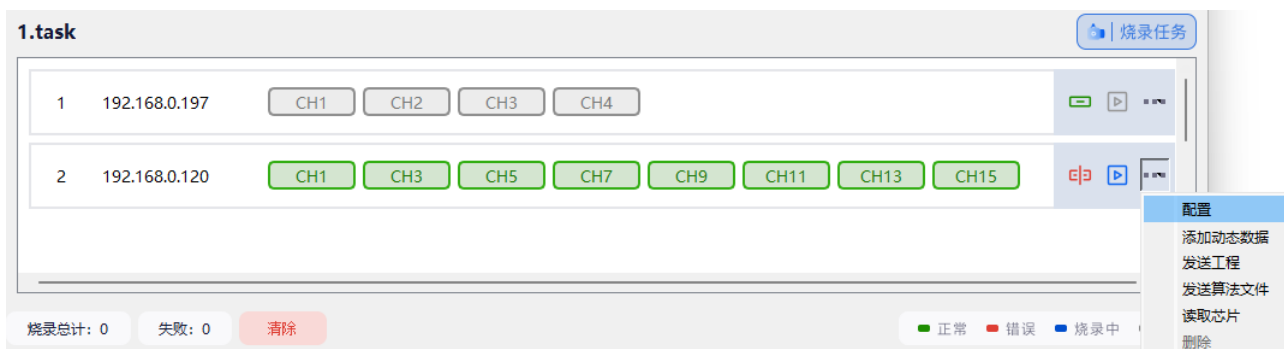 1.task
烧录任务
1 192.168.0.197 CH1 CH2 CH3 CH4
2 192.168.0.120 CH1 CH3 CH5 CH7 CH9 CH11 CH13 CH15
配置
添加动态数据
发送工程
发送算法文件
读取芯片
删除
烧录总计: 0 失败: 0 清除 正常 错误 烧录中